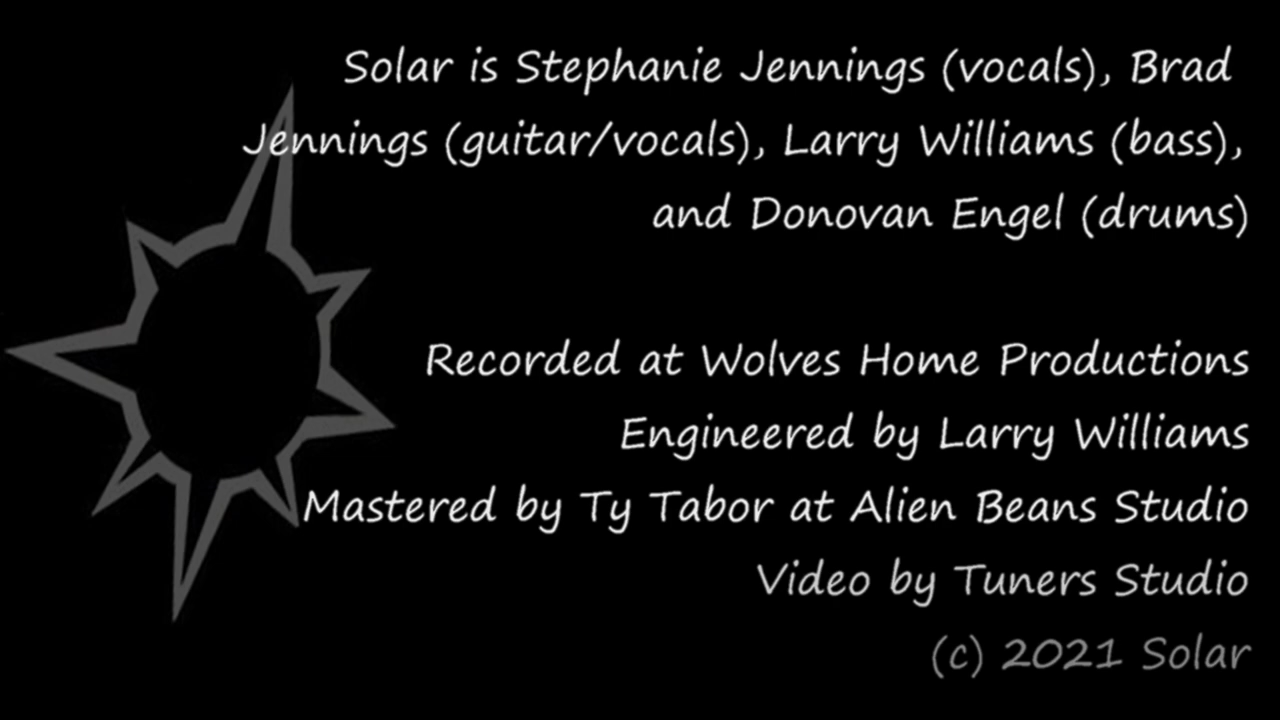 Solar is Stephanie Jennings (vocals), Brad
Jennings (guitar/vocals), Larry Williams (bass),
and Donovan Engel (drums)
Recorded at Wolves Home Productions
Engineered by Larry Williams
Mastered by Ty Tabor at Alien Beans Studio
Video by Tuners Studio
(c) 2021 Solar